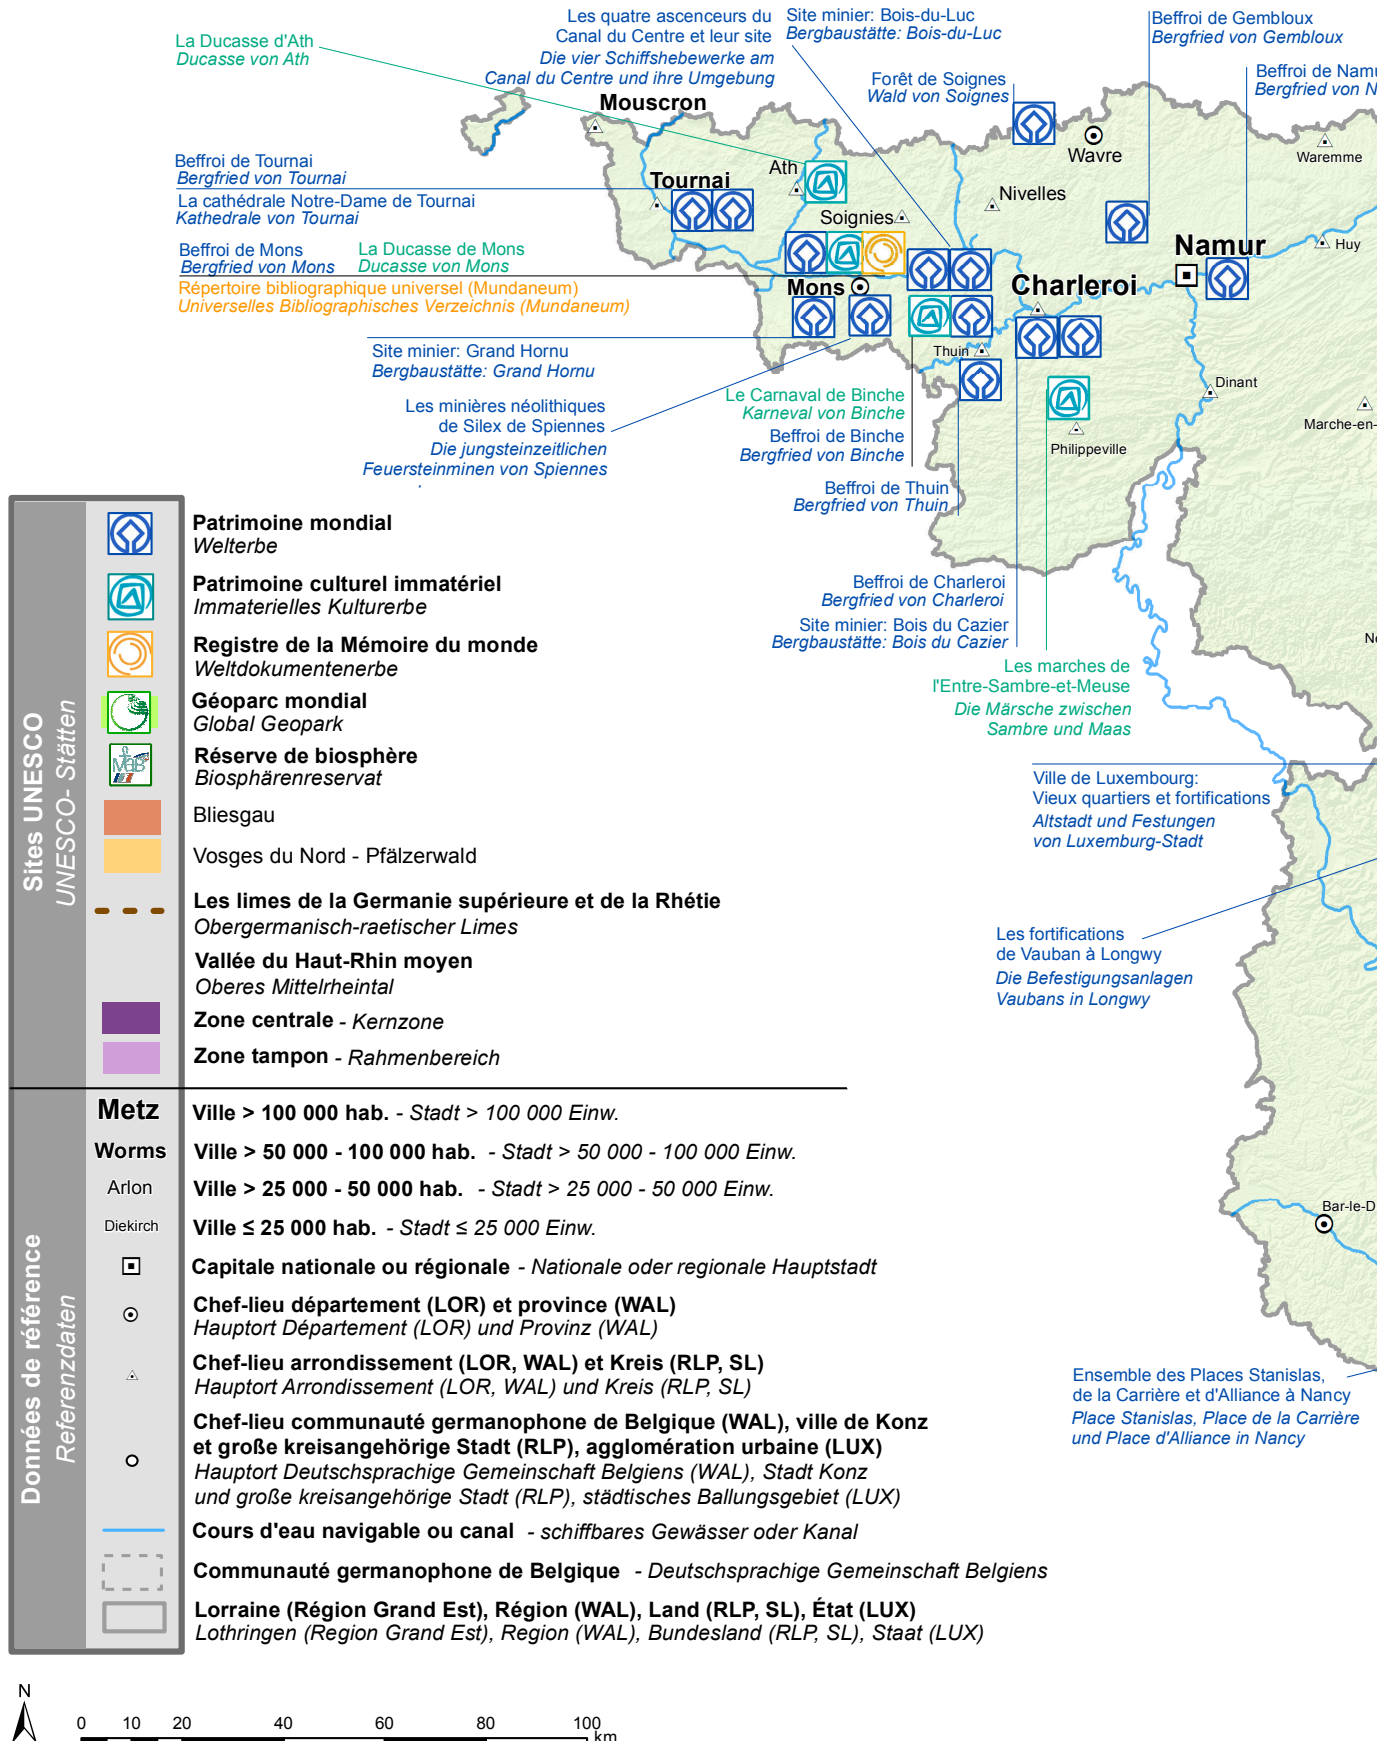 Les quatre ascenceurs du
Canal du Centre et leur site
Die vier Schiffshebewerke am
Canal du Centre und ihre Umgebung
Site minier: Bois-du-Luc
Bergbaustätte: Bois-du-Luc
Beffroi de Gembloux
Bergfried von Gembloux
La Ducasse d'Ath
Ducasse von Ath
Forêt de Soignes
Wald von Soignes
Beffroi de Namu
Bergfried von N
Mouscron
Wavre
Waremme
Beffroi de Tournai
Bergfried von Tournai
La cathédrale Notre-Dame de Tournai
Kathedrale von Tournai
Tournai
Ath
Soignies
Nivelles
Namur
Huy
Beffroi de Mons
Bergfried von Mons
La Ducasse de Mons
Ducasse von Mons
Répertoire bibliographique universel (Mundaneum)
Universelles Bibliographisches Verzeichnis (Mundaneum)
Mons
Charleroi
Site minier: Grand Hornu
Bergbaustätte: Grand Hornu
Thuin
Dinant
Les minières néolithiques
de Silex de Spiennes
Die jungsteinzeitlichen
Feuersteinminen von Spiennes
Le Carnaval de Binche
Karneval von Binche
Beffroi de Binche
Bergfried von Binche
Philippeville
Marche-en-
Beffroi de Thuin
Bergfried von Thuin
Beffroi de Charleroi
Bergfried von Charleroi
Site minier: Bois du Cazier
Bergbaustätte: Bois du Cazier
Ne
Les marches de
l'Entre-Sambre-et-Meuse
Die Märsche zwischen
Sambre und Maas
Ville de Luxembourg:
Vieux quartiers et fortifications
Altstadt und Festungen
von Luxemburg-Stadt
Les fortifications
de Vauban à Longwy
Die Befestigungsanlagen
Vaubans in Longwy
Bar-le-D
Ensemble des Places Stanislas,
de la Carrière et d'Alliance à Nancy
Place Stanislas, Place de la Carrière
und Place d'Alliance in Nancy
Sites UNESCO
UNESCO- Stätten
Patrimoine mondial
Welterbe
Patrimoine culturel immatériel
Immaterielles Kulturerbe
Registre de la Mémoire du monde
Weltdokumentenerbe
Géoparc mondial
Global Geopark
MaB
Réserve de biosphère
Biosphärenreservat
Bliesgau
Vosges du Nord - Pfälzerwald
Les limes de la Germanie supérieure et de la Rhétie
Obergermanisch-raetischer Limes
Vallée du Haut-Rhin moyen
Oberes Mittelrheintal
Zone centrale - Kernzone
Zone tampon - Rahmenbereich
Données de référence
Referenzdaten
Metz Ville > 100 000 hab. - Stadt > 100 000 Einw.
Worms Ville > 50 000 - 100 000 hab. - Stadt > 50 000 - 100 000 Einw.
Arlon Ville > 25 000 - 50 000 hab. - Stadt > 25 000 - 50 000 Einw.
Diekirch Ville ≤ 25 000 hab. - Stadt ≤ 25 000 Einw.
Capitale nationale ou régionale - Nationale oder regionale Hauptstadt
Chef-lieu département (LOR) et province (WAL)
Hauptort Département (LOR) und Provinz (WAL)
Chef-lieu arrondissement (LOR, WAL) et Kreis (RLP, SL)
Hauptort Arrondissement (LOR, WAL) und Kreis (RLP, SL)
Chef-lieu communauté germanophone de Belgique (WAL), ville de Konz
et große kreisangehörige Stadt (RLP), agglomération urbaine (LUX)
Hauptort Deutschsprachige Gemeinschaft Belgiens (WAL), Stadt Konz
und große kreisangehörige Stadt (RLP), städtisches Ballungsgebiet (LUX)
Cours d'eau navigable ou canal - schiffbares Gewässer oder Kanal
Communauté germanophone de Belgique - Deutschsprachige Gemeinschaft Belgiens
Lorraine (Région Grand Est), Région (WAL), Land (RLP, SL), État (LUX)
Lothringen (Region Grand Est), Region (WAL), Bundesland (RLP, SL), Staat (LUX)
N
0 10 20 40 60 80 100
km